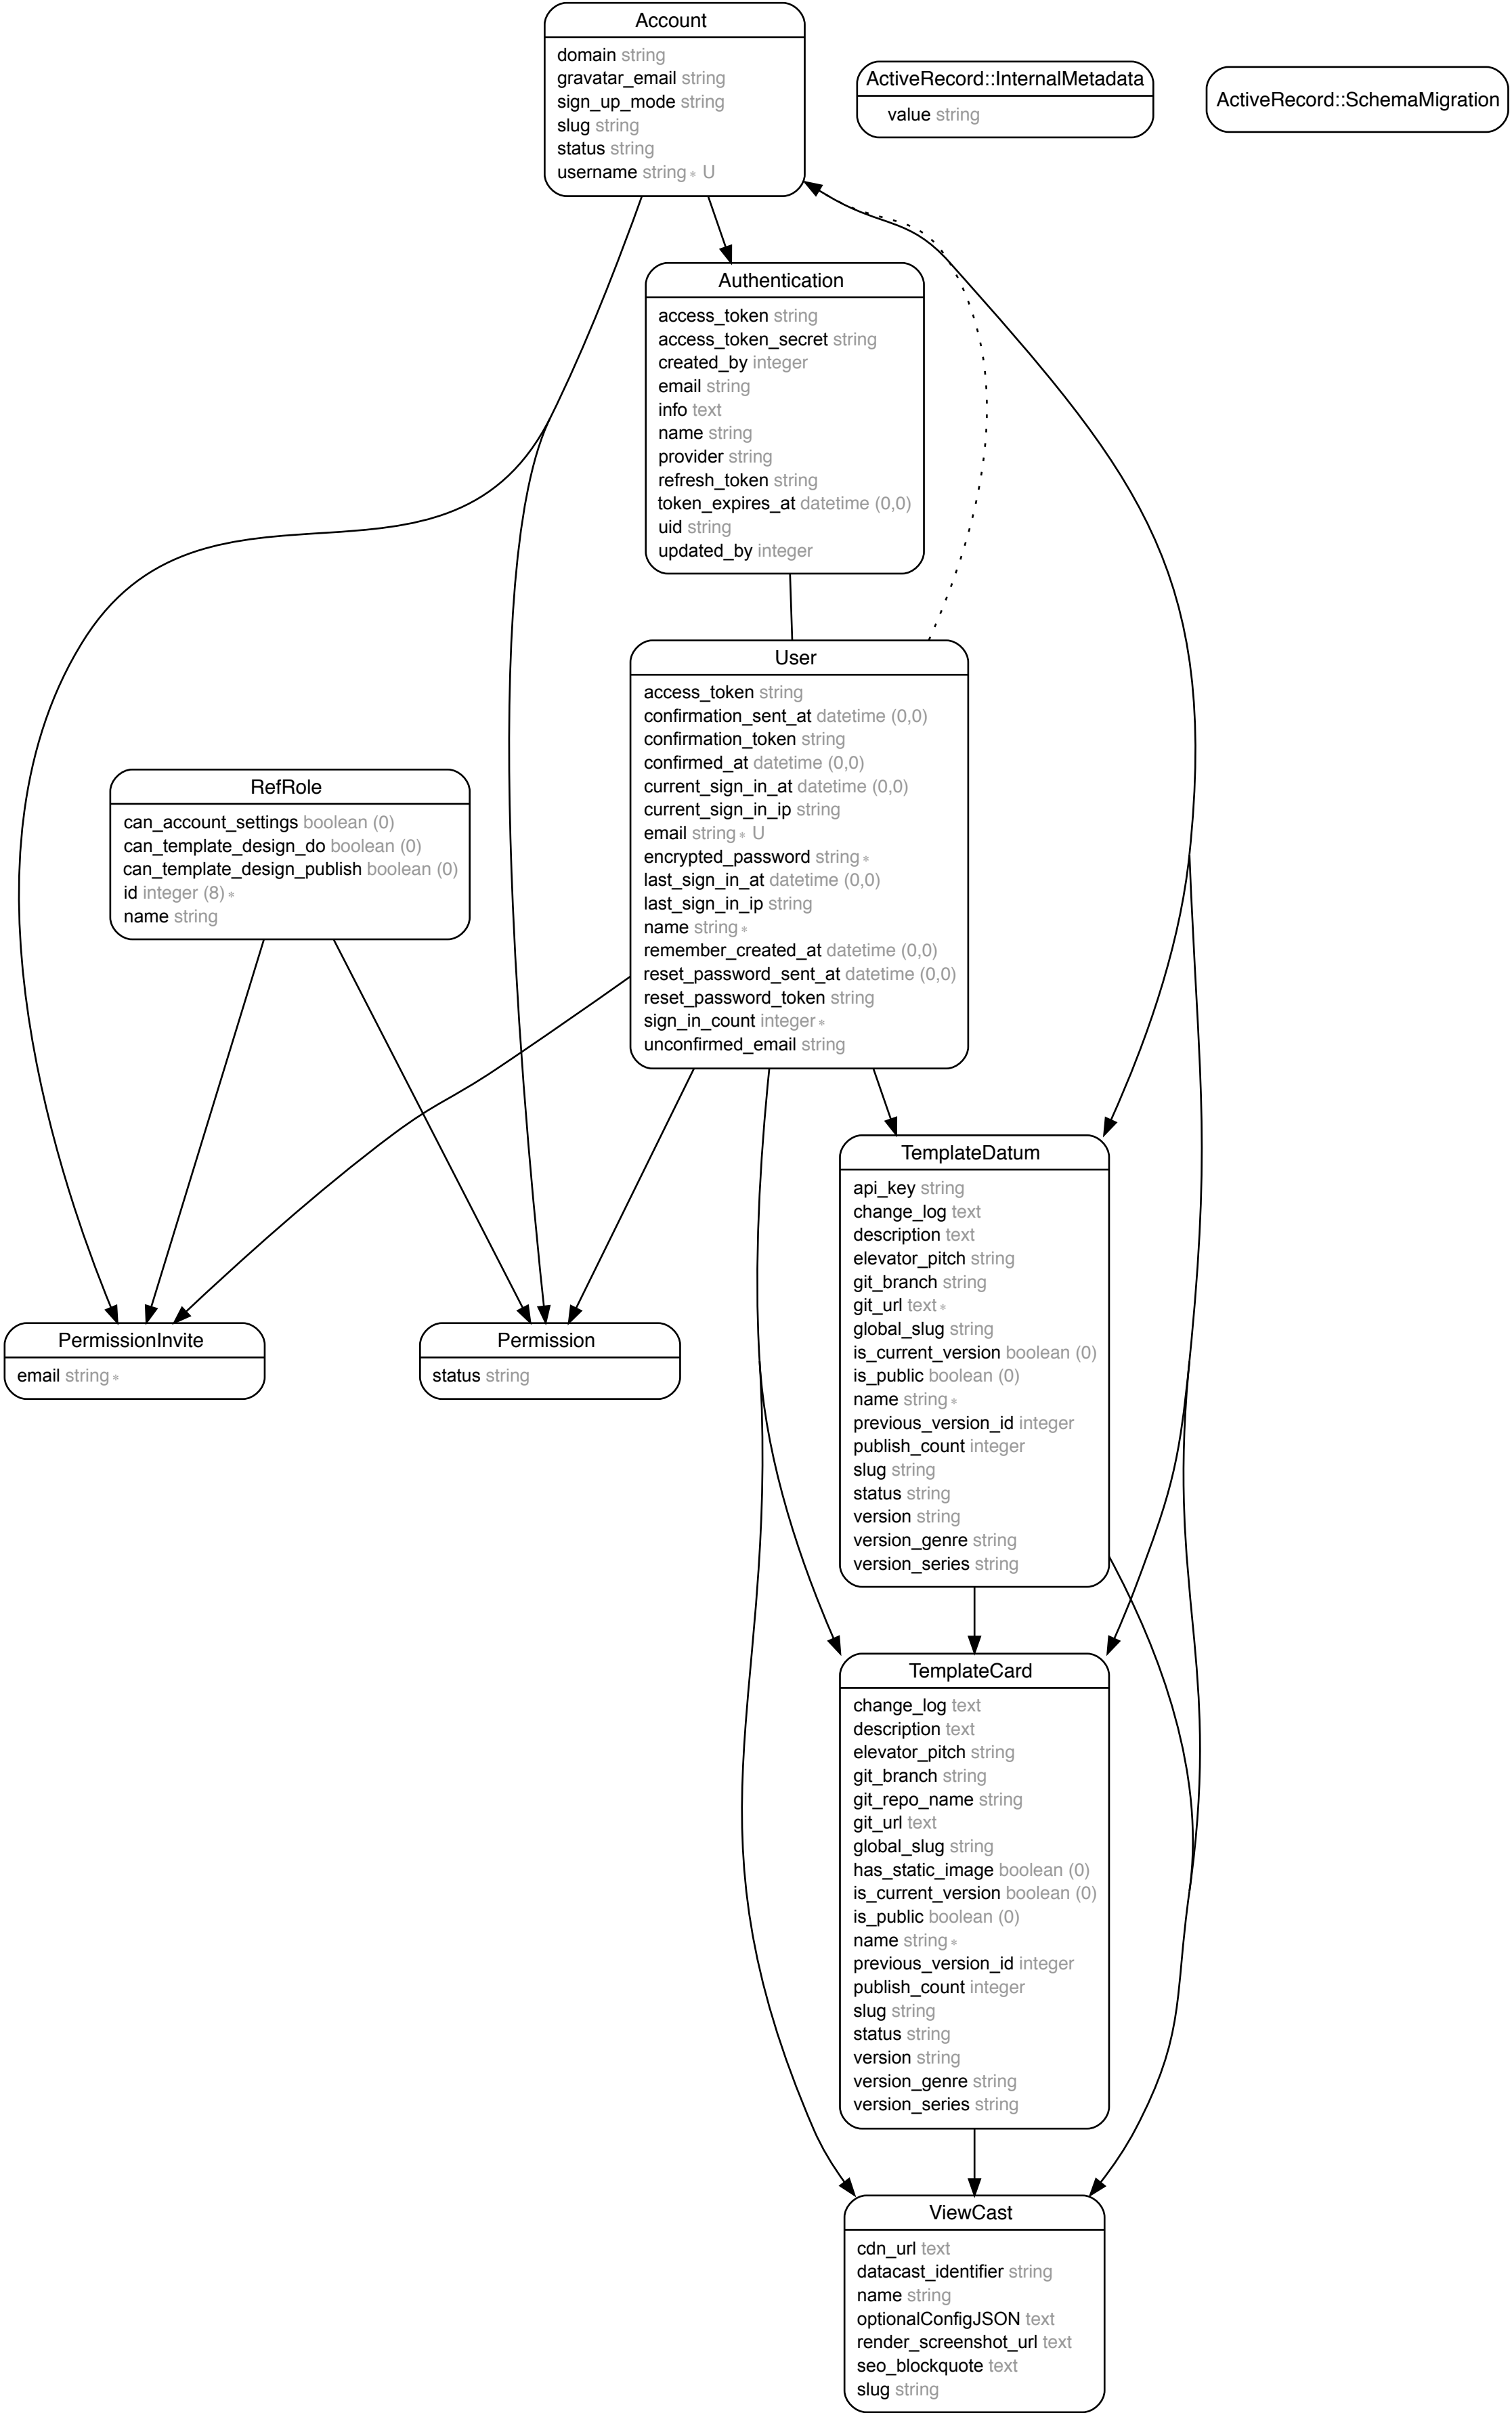 Account
domain string
gravatar_email string
sign_up_mode string
slug string
status string
username string∗ U
ActiveRecord::InternalMetadata
value string
ActiveRecord::SchemaMigration
Authentication
access_token string
access_token_secret string
created_by integer
email string
info text
name string
provider string
refresh_token string
token_expires_at datetime (0,0)
uid string
updated_by integer
User
access_token string
confirmation_sent_at datetime (0,0)
confirmation_token string
confirmed_at datetime (0,0)
current_sign_in_at datetime (0,0)
current_sign_in_ip string
email string∗ U
encrypted_password string∗
last_sign_in_at datetime (0,0)
last_sign_in_ip string
name string∗
remember_created_at datetime (0,0)
reset_password_sent_at datetime (0,0)
reset_password_token string
sign_in_count integer∗
unconfirmed_email string
RefRole
can_account_settings boolean (0)
can_template_design_do boolean (0)
can_template_design_publish boolean (0)
id integer (8)∗
name string
PermissionInvite
email string∗
Permission
status string
TemplateDatum
api_key string
change_log text
description text
elevator_pitch string
git_branch string
git_url text∗
global_slug string
is_current_version boolean (0)
is_public boolean (0)
name string∗
previous_version_id integer
publish_count integer
slug string
status string
version string
version_genre string
version_series string
TemplateCard
change_log text
description text
elevator_pitch string
git_branch string
git_repo_name string
git_url text
global_slug string
has_static_image boolean (0)
is_current_version boolean (0)
is_public boolean (0)
name string∗
previous_version_id integer
publish_count integer
slug string
status string
version string
version_genre string
version_series string
ViewCast
cdn_url text
datacast_identifier string
name string
optionalConfigJSON text
render_screenshot_url text
seo_blockquote text
slug string